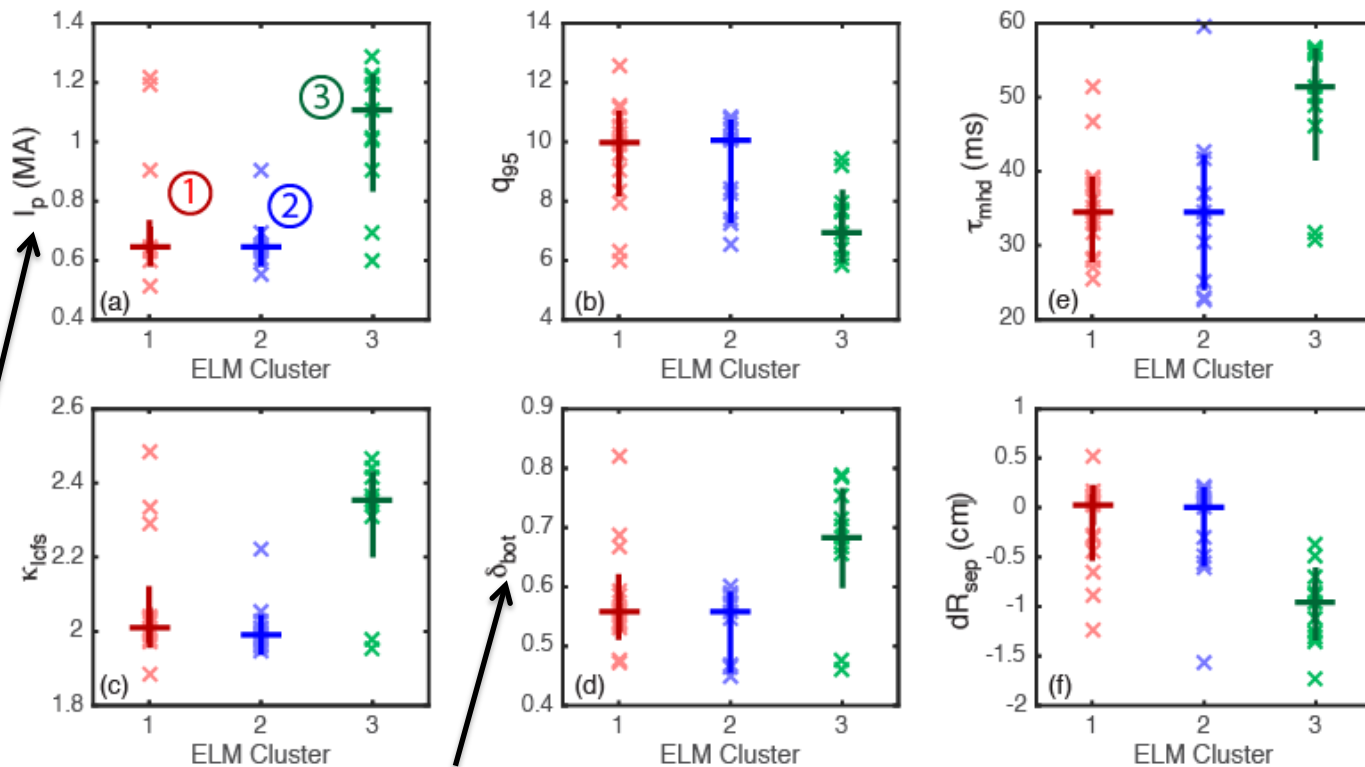 1.4
1.2
1
0.8
0.6
0.4
I_p (MA)
1
2
3
(a)
1 2 3
ELM Cluster
14
12
10
8
6
4
q_95
(b)
1 2 3
ELM Cluster
60
50
40
30
20
τ_mhd (ms)
(e)
1 2 3
ELM Cluster
2.6
2.4
2.2
2
1.8
κ_lcfs
(c)
1 2 3
ELM Cluster
0.9
0.8
0.7
0.6
0.5
0.4
δ_bot
(d)
1 2 3
ELM Cluster
1
0.5
0
-0.5
-1
-1.5
-2
dR_sep (cm)
(f)
1 2 3
ELM Cluster